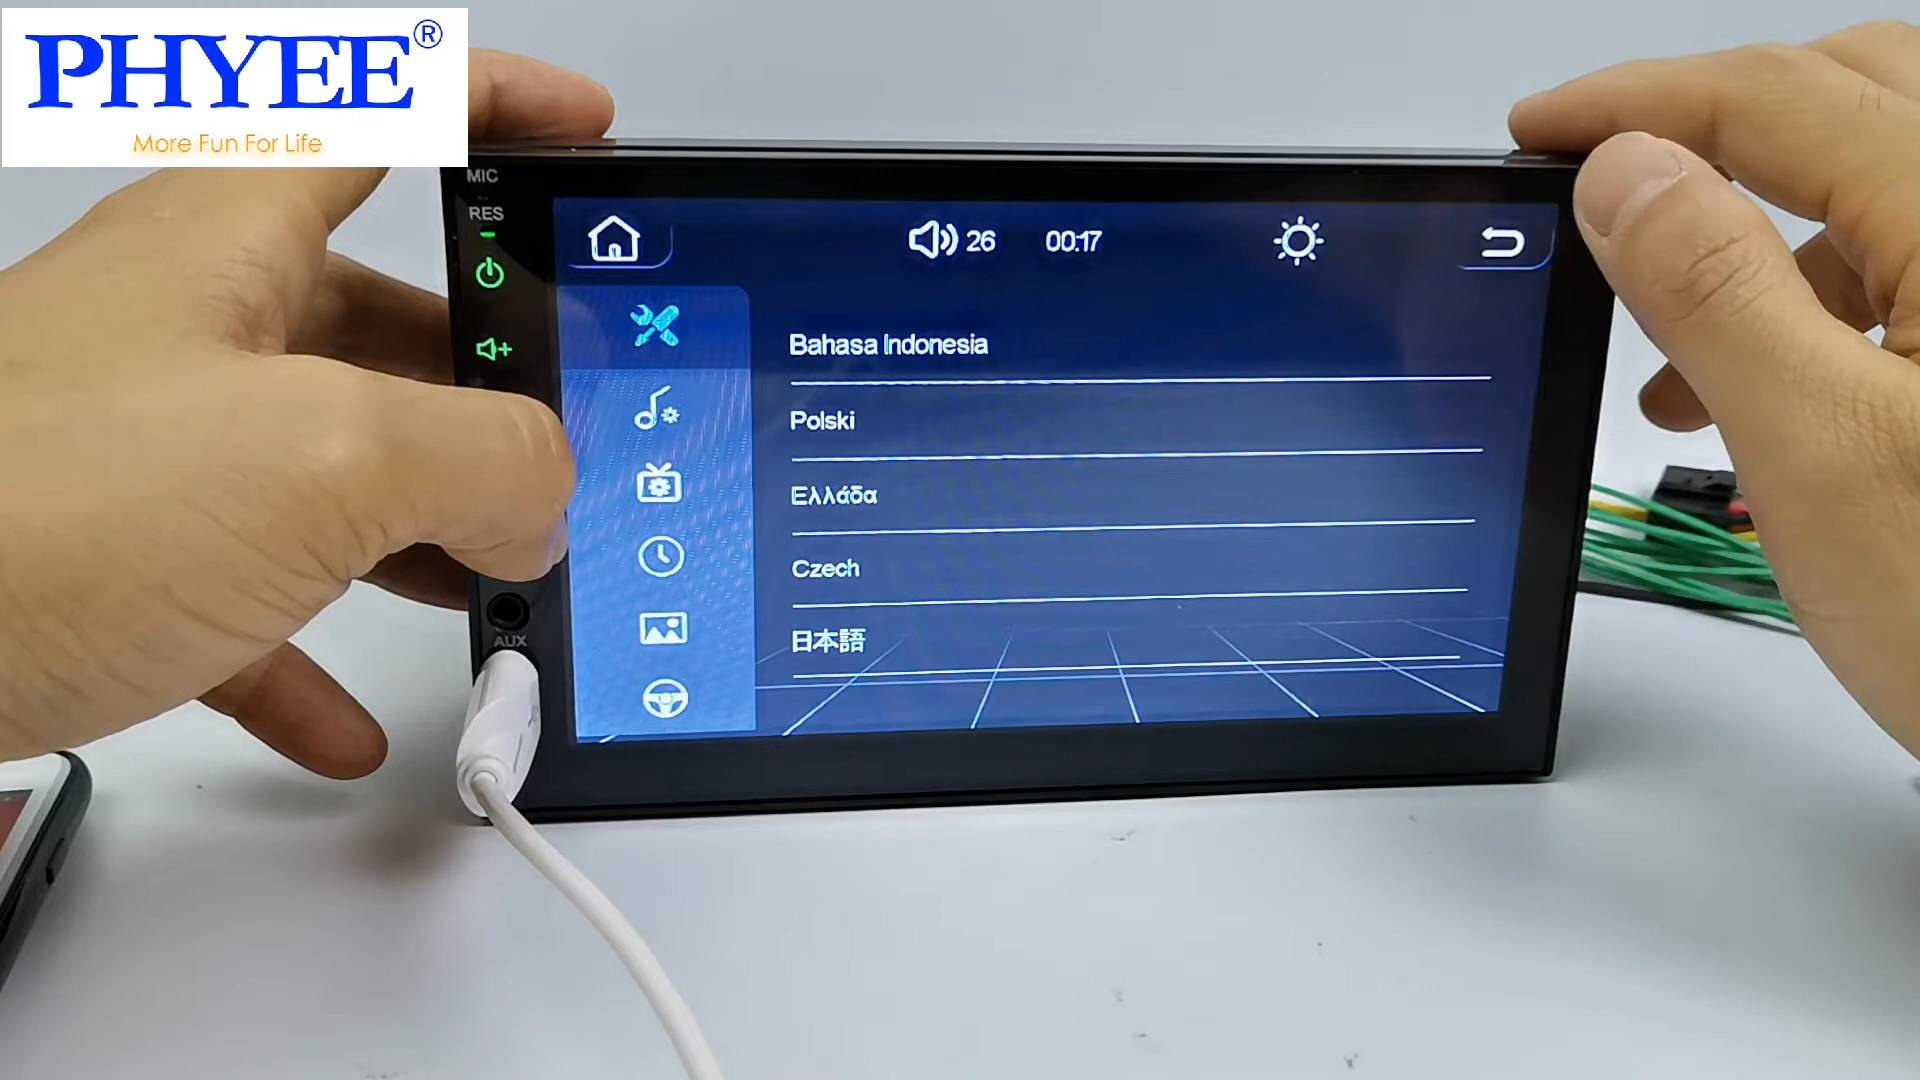 PHYEE®
More Fun For Life
MIC
RES
26
00:17
Bahasa Indonesia
Polski
Ελλάδα
Czech
日本語
AUX